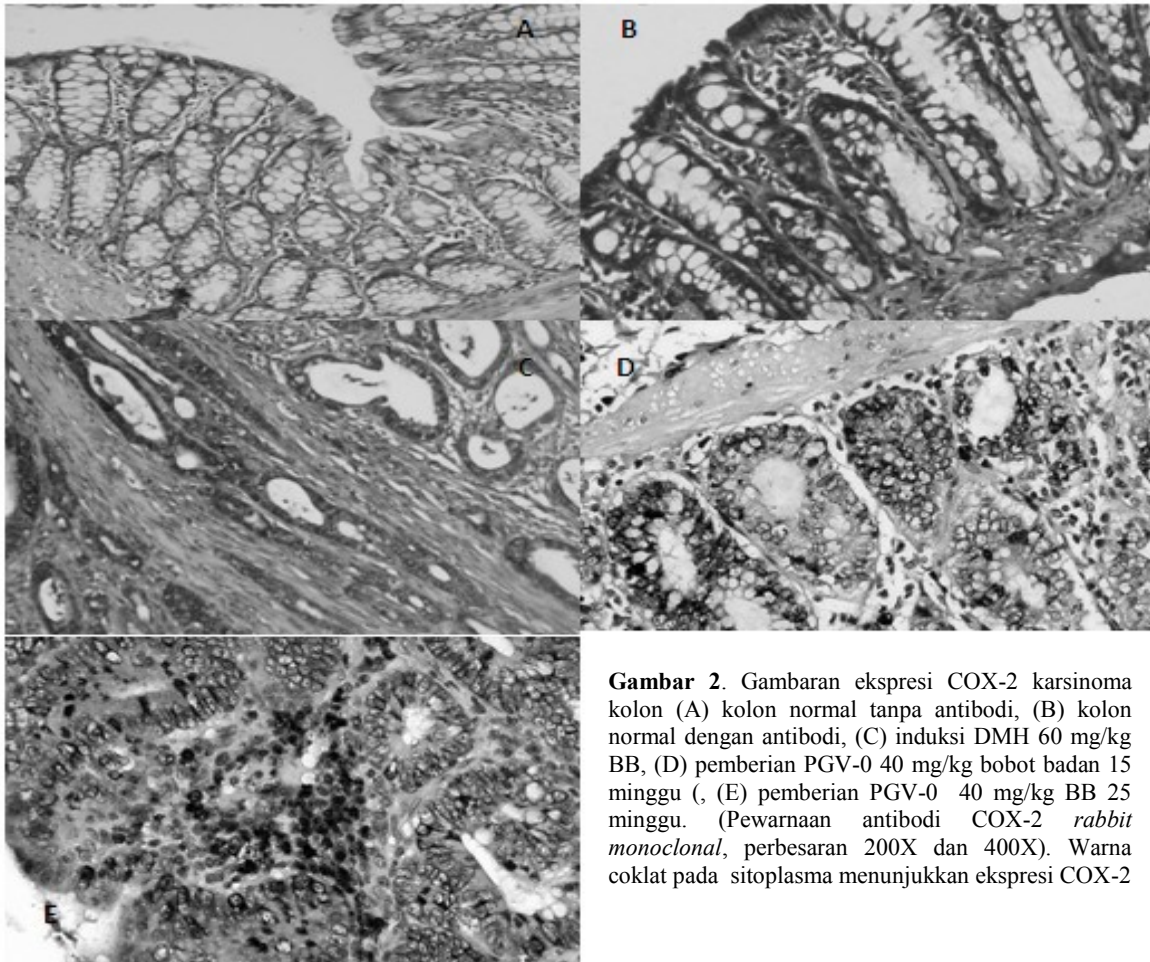 A
B
C
D
E
Gambar 2. Gambaran ekspresi COX-2 karsinoma
kolon (A) kolon normal tanpa antibodi, (B) kolon
normal dengan antibodi, (C) induksi DMH 60 mg/kg
BB, (D) pemberian PGV-0 40 mg/kg bobot badan 15
minggu (, (E) pemberian PGV-0 40 mg/kg BB 25
minggu. (Pewarnaan antibodi COX-2 rabbit
monoclonal, perbesaran 200X dan 400X). Warna
coklat pada sitoplasma menunjukkan ekspresi COX-2